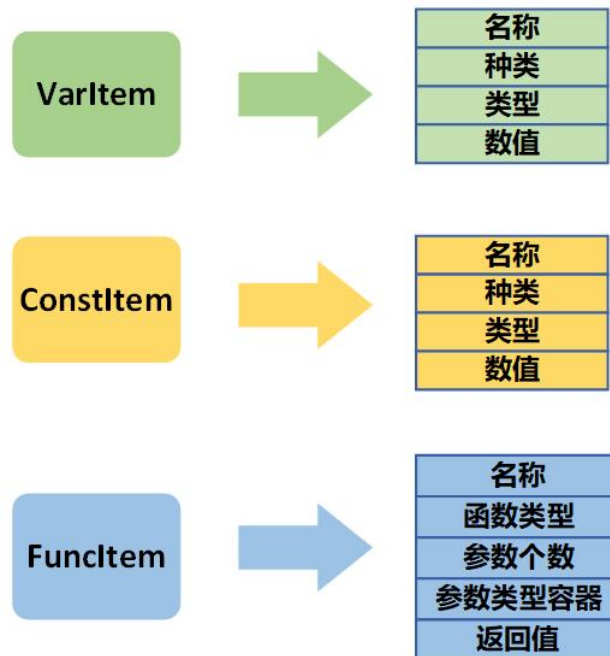 VarItem
名称
种类
类型
数值
ConstItem
名称
种类
类型
数值
FuncItem
名称
函数类型
参数个数
参数类型容器
返回值